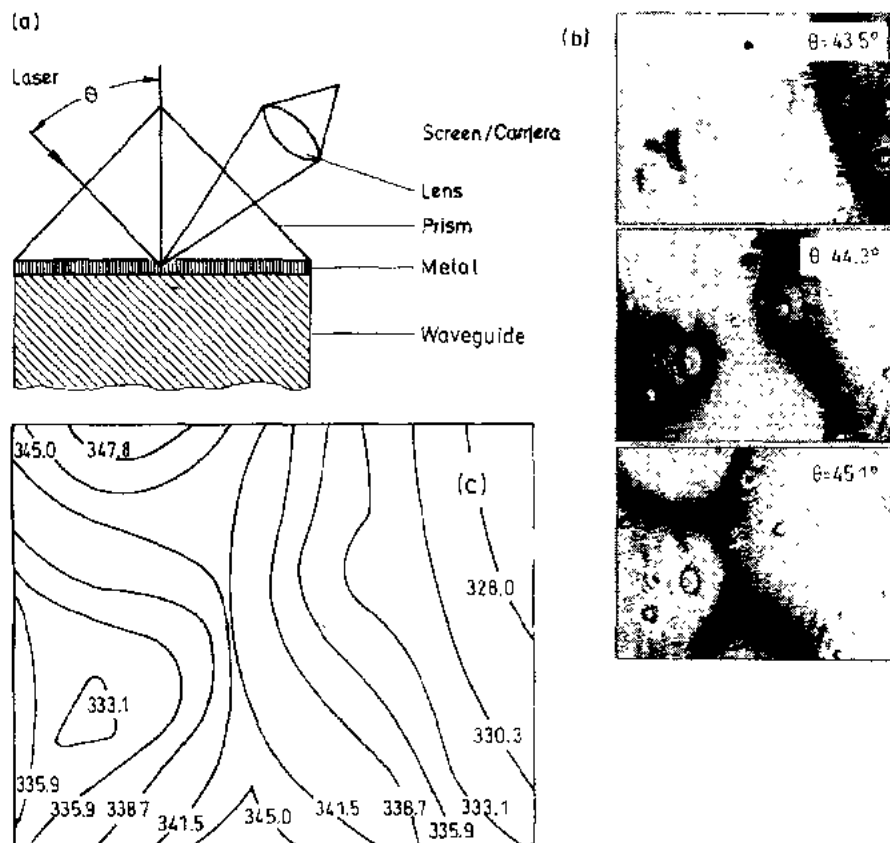 (a)
Laser
θ
Screen/Camera
Lens
Prism
Metal
Waveguide
(b)
θ=43.5°
θ 44.3°
θ=45.1°
(c)
345.0
347.8
328.0
333.1
330.3
335.9
335.9
338.7
341.5
345.0
341.5
338.7
335.9
333.1